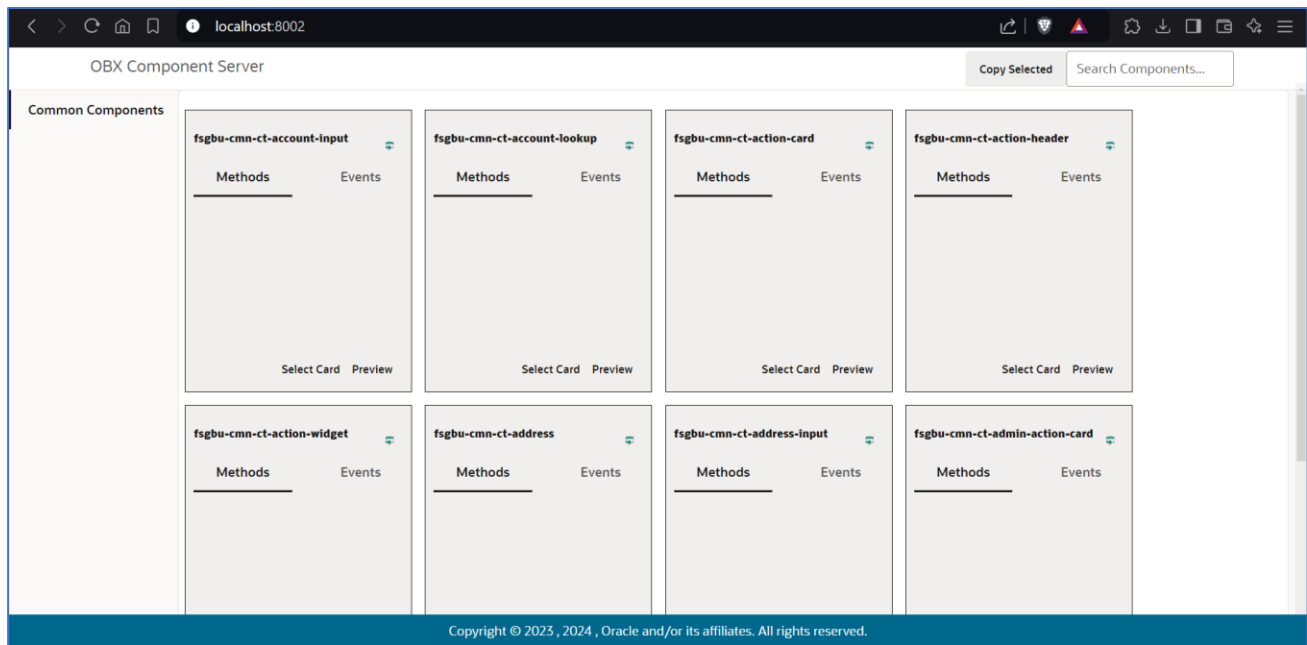 localhost:8002
OBX Component Server
Copy Selected
Search Components...
Common Components
fsgbu-cmn-ct-account-input
Methods Events
Select Card Preview
fsgbu-cmn-ct-account-lookup
Methods Events
Select Card Preview
fsgbu-cmn-ct-action-card
Methods Events
Select Card Preview
fsgbu-cmn-ct-action-header
Methods Events
Select Card Preview
fsgbu-cmn-ct-action-widget
Methods Events
fsgbu-cmn-ct-address
Methods Events
fsgbu-cmn-ct-address-input
Methods Events
fsgbu-cmn-ct-admin-action-card
Methods Events
Copyright © 2023 , 2024 , Oracle and/or its affiliates. All rights reserved.